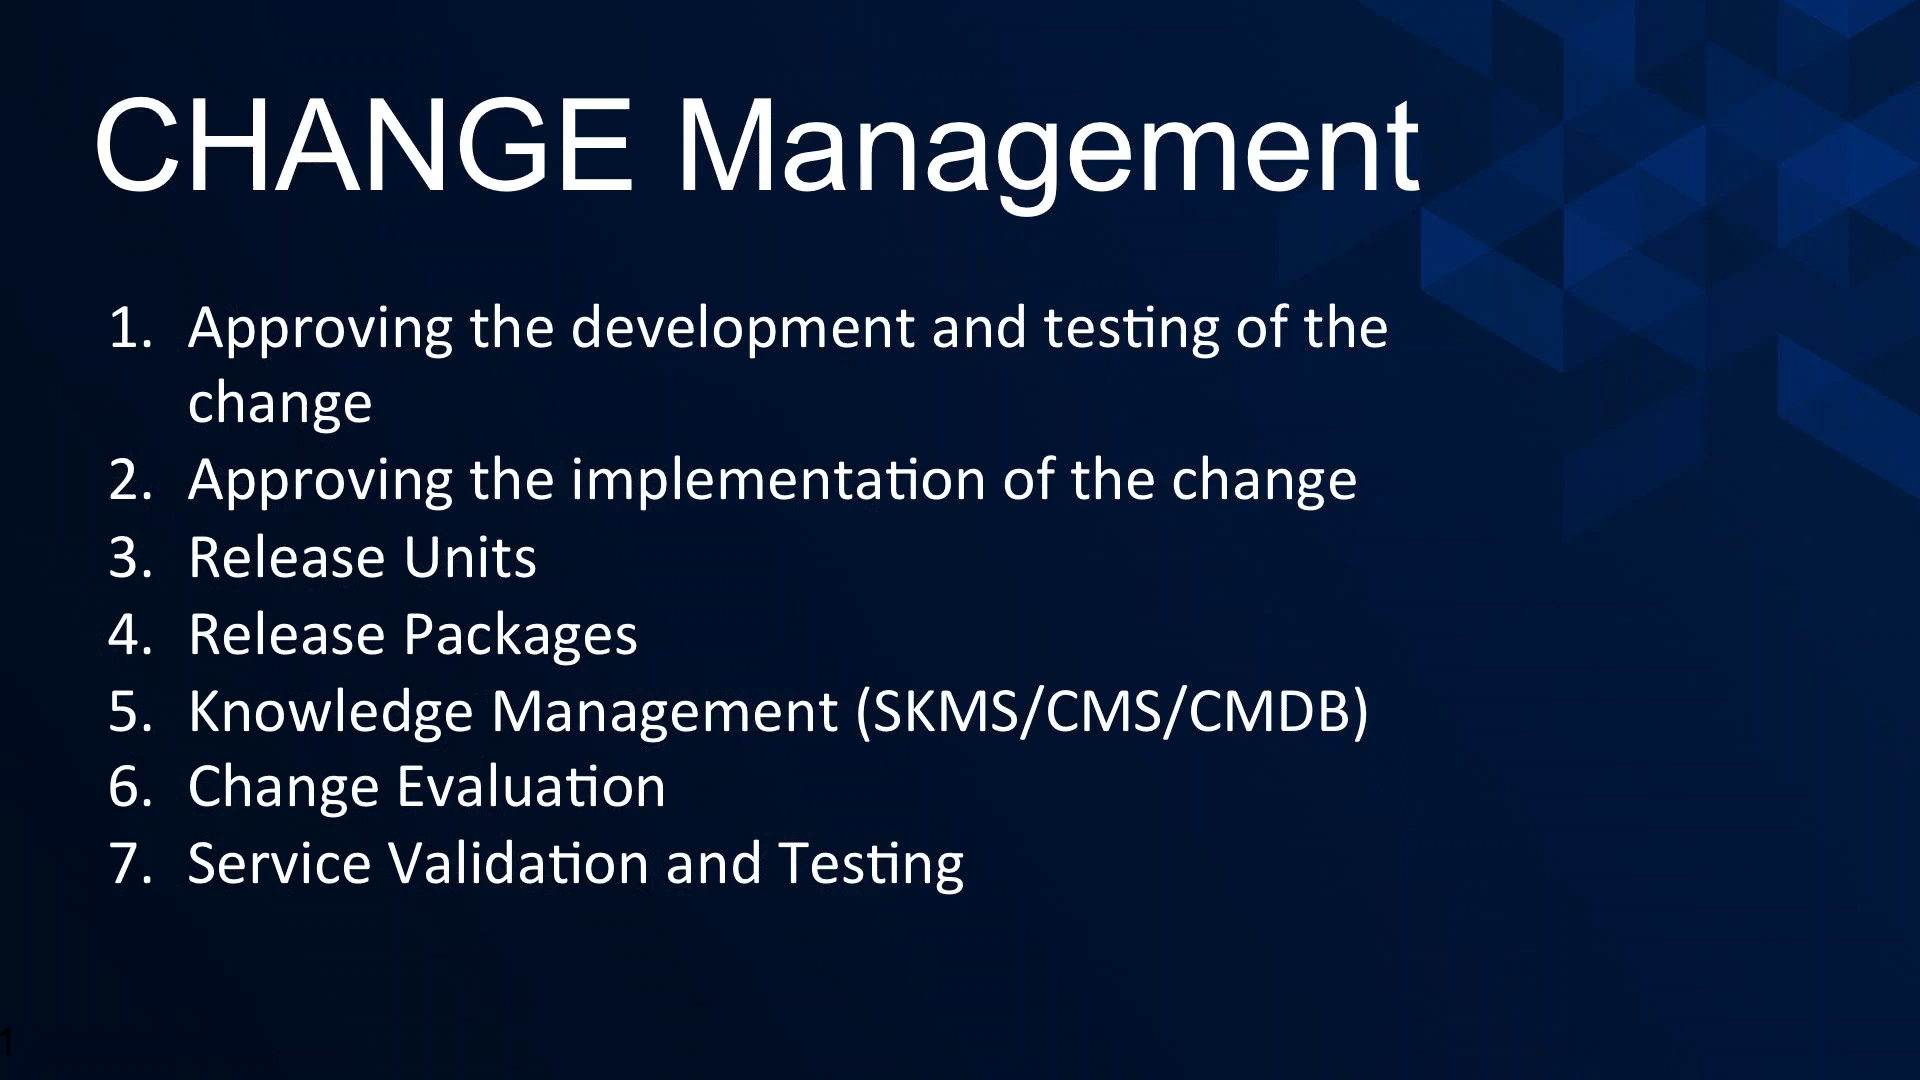 CHANGE Management
1. Approving the development and testing of the
change
2. Approving the implementation of the change
3. Release Units
4. Release Packages
5. Knowledge Management (SKMS/CMS/CMDB)
6. Change Evaluation
7. Service Validation and Testing
1